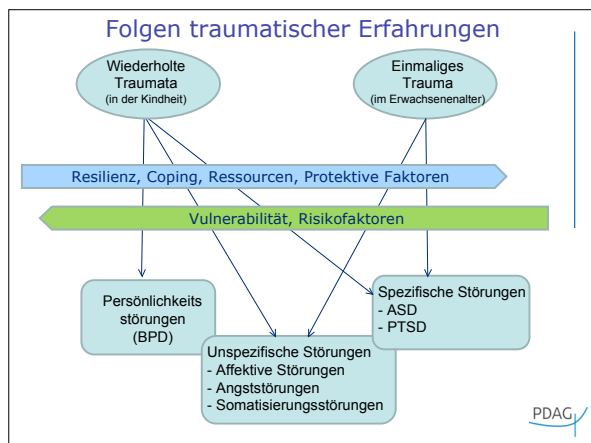 Folgen traumatischer Erfahrungen
Wiederholte
Traumata
(in der Kindheit)
Einmaliges
Trauma
(im Erwachsenenalter)
Resilienz, Coping, Ressourcen, Protektive Faktoren
Vulnerabilität, Risikofaktoren
Persönlichkeits
störungen
(BPD)
Unspezifische Störungen
- Affektive Störungen
- Angststörungen
- Somatisierungsstörungen
Spezifische Störungen
- ASD
- PTSD
PDAG